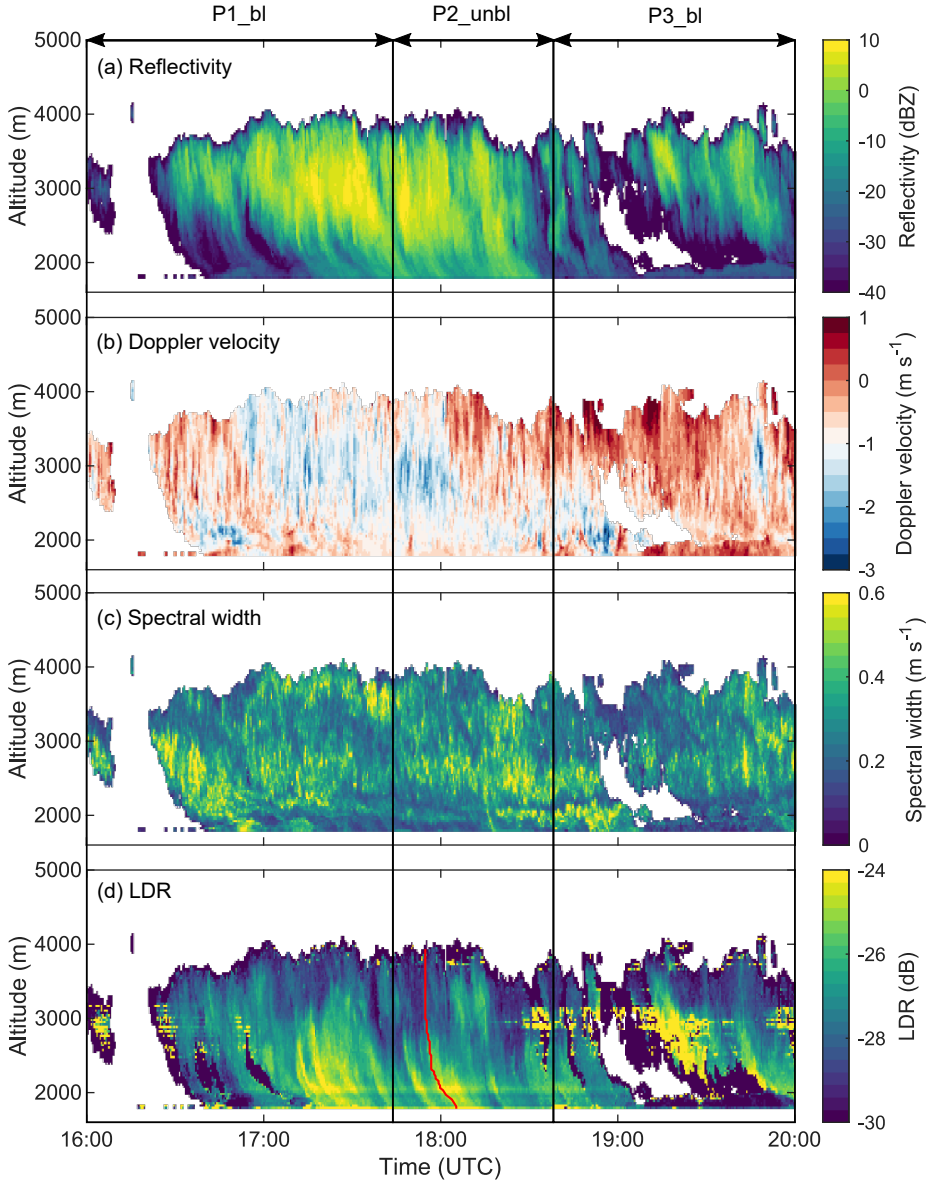 P1_bl P2_unbl P3_bl
(a) Reflectivity
5000
4000
3000
2000
Altitude (m)
10
0
-10
-20
-30
-40
Reflectivity (dBZ)
(b) Doppler velocity
5000
4000
3000
2000
Altitude (m)
1
0
-1
-2
-3
Doppler velocity (m s⁻¹)
(c) Spectral width
5000
4000
3000
2000
Altitude (m)
0.6
0.4
0.2
0
Spectral width (m s⁻¹)
(d) LDR
5000
4000
3000
2000
Altitude (m)
-24
-26
-28
-30
LDR (dB)
16:00 17:00 18:00 19:00 20:00
Time (UTC)